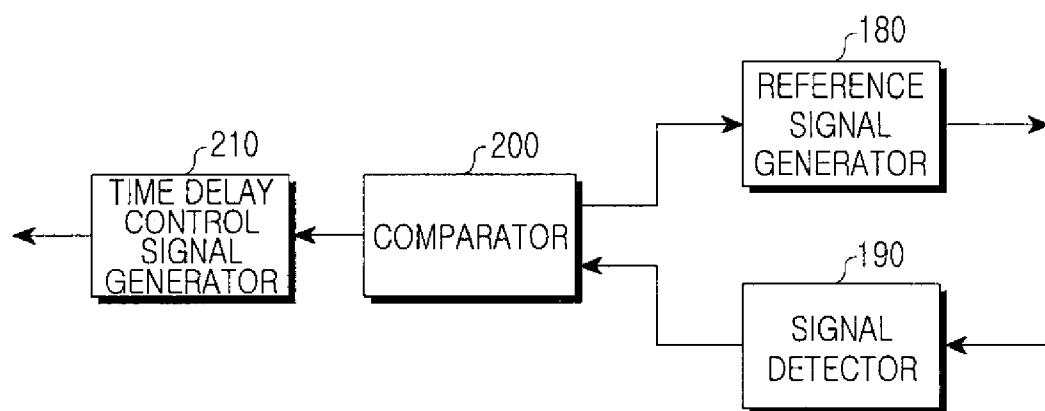 180
REFERENCE
SIGNAL
GENERATOR
210
TIME DELAY
CONTROL
SIGNAL
GENERATOR
200
COMPARATOR
190
SIGNAL
DETECTOR